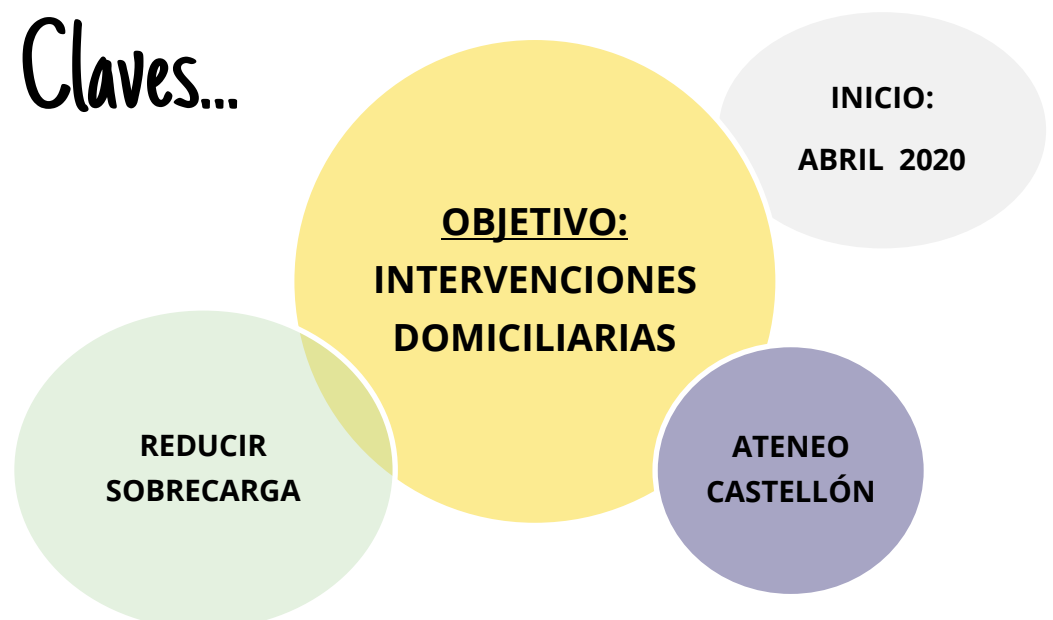 Claves...
INICIO:
ABRIL 2020
OBJETIVO:
INTERVENCIONES
DOMICILIARIAS
REDUCIR
SOBRECARGA
ATENEO
CASTELLÓN